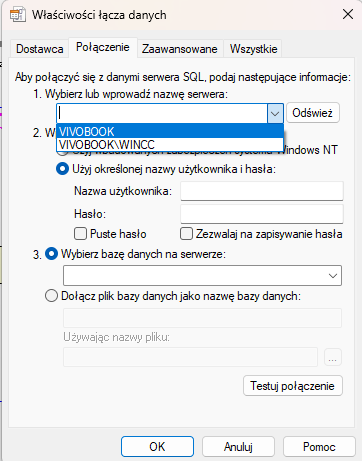 Właściwości łącza danych
Dostawca Połączenie Zaawansowane Wszystkie
Aby połączyć się z danymi serwera SQL, podaj następujące informacje:
1. Wybierz lub wprowadź nazwę serwera:
Odśwież
VIVOBOOK
VIVOBOOK\WINCC
2. W
Windows NT
Użyj określonej nazwy użytkownika i hasła:
Nazwa użytkownika:
Hasło:
Puste hasło Zezwalaj na zapisywanie hasła
3. Wybierz bazę danych na serwerze:
Dołącz plik bazy danych jako nazwę bazy danych:
Używając nazwy pliku:
...
Testuj połączenie
OK Anuluj Pomoc